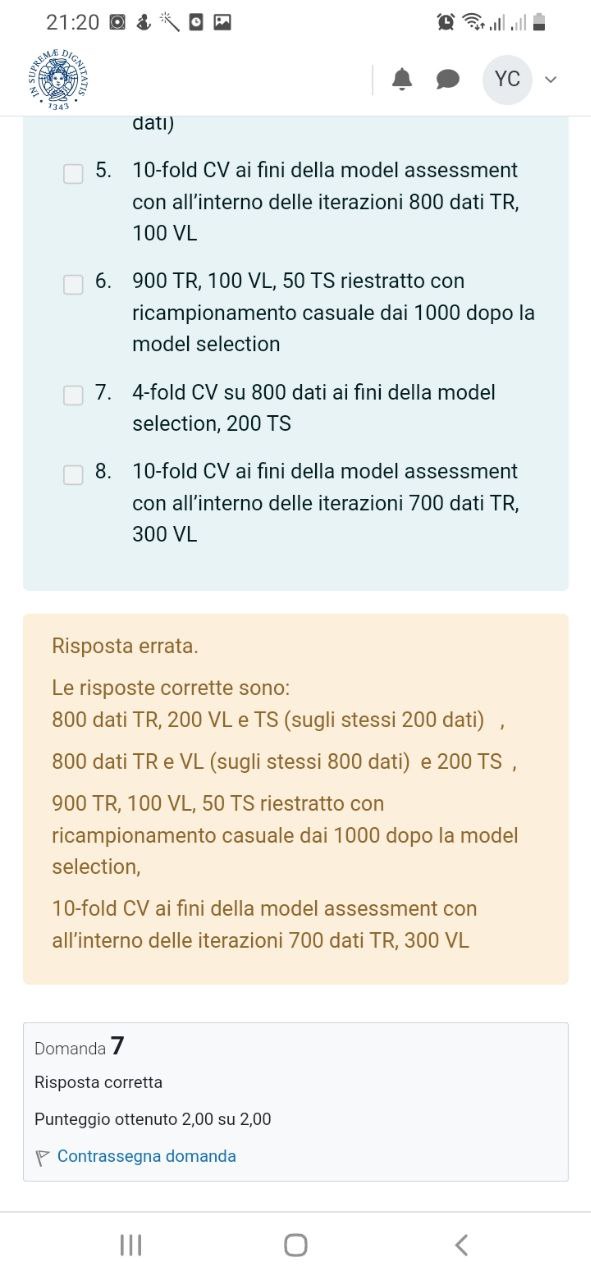 21:20
IN SUPREMÆ DIGNITATIS
1343
YC
dati)
5. 10-fold CV ai fini della model assessment
con all’interno delle iterazioni 800 dati TR,
100 VL
6. 900 TR, 100 VL, 50 TS riestratto con
ricampionamento casuale dai 1000 dopo la
model selection
7. 4-fold CV su 800 dati ai fini della model
selection, 200 TS
8. 10-fold CV ai fini della model assessment
con all’interno delle iterazioni 700 dati TR,
300 VL
Risposta errata.
Le risposte corrette sono:
800 dati TR, 200 VL e TS (sugli stessi 200 dati) ,
800 dati TR e VL (sugli stessi 800 dati) e 200 TS ,
900 TR, 100 VL, 50 TS riestratto con
ricampionamento casuale dai 1000 dopo la model
selection,
10-fold CV ai fini della model assessment con
all’interno delle iterazioni 700 dati TR, 300 VL
Domanda 7
Risposta corretta
Punteggio ottenuto 2,00 su 2,00
Contrassegna domanda